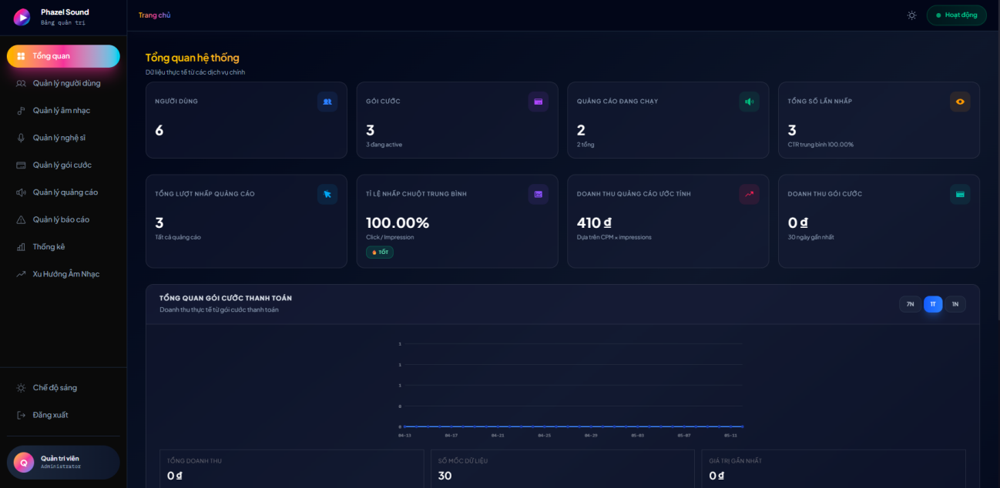 Phazel Sound
Bảng quản trị
Trang chủ
Hoạt động
Tổng quan
Quản lý người dùng
Quản lý âm nhạc
Quản lý nghệ sĩ
Quản lý gói cước
Quản lý quảng cáo
Quản lý báo cáo
Thống kê
Xu Hướng Âm Nhạc
Chế độ sáng
Đăng xuất
Q
Quản trị viên
Administrator
Tổng quan hệ thống
Dữ liệu thực tế từ các dịch vụ chính
NGƯỜI DÙNG
6
GÓI CƯỚC
3
3 đang active
QUẢNG CÁO ĐANG CHẠY
2
2 tổng
TỔNG SỐ LẦN NHẤP
3
CTR trung bình 100.00%
TỔNG LƯỢT NHẤP QUẢNG CÁO
3
Tất cả quảng cáo
TỈ LỆ NHẤP CHUỘT TRUNG BÌNH
100.00%
Click / Impression
TỐT
DOANH THU QUẢNG CÁO ƯỚC TÍNH
410 ₫
Dựa trên CPM × impressions
DOANH THU GÓI CƯỚC
0 ₫
30 ngày gần nhất
TỔNG QUAN GÓI CƯỚC THANH TOÁN
Doanh thu thực tế từ gói cước thanh toán
7N 1T 1N
1
1
1
0
0
04-13 04-17 04-21 04-25 04-29 05-03 05-07 05-11
TỔNG DOANH THU
0 ₫
SỐ MỐC DỮ LIỆU
30
GIÁ TRỊ GẦN NHẤT
0 ₫